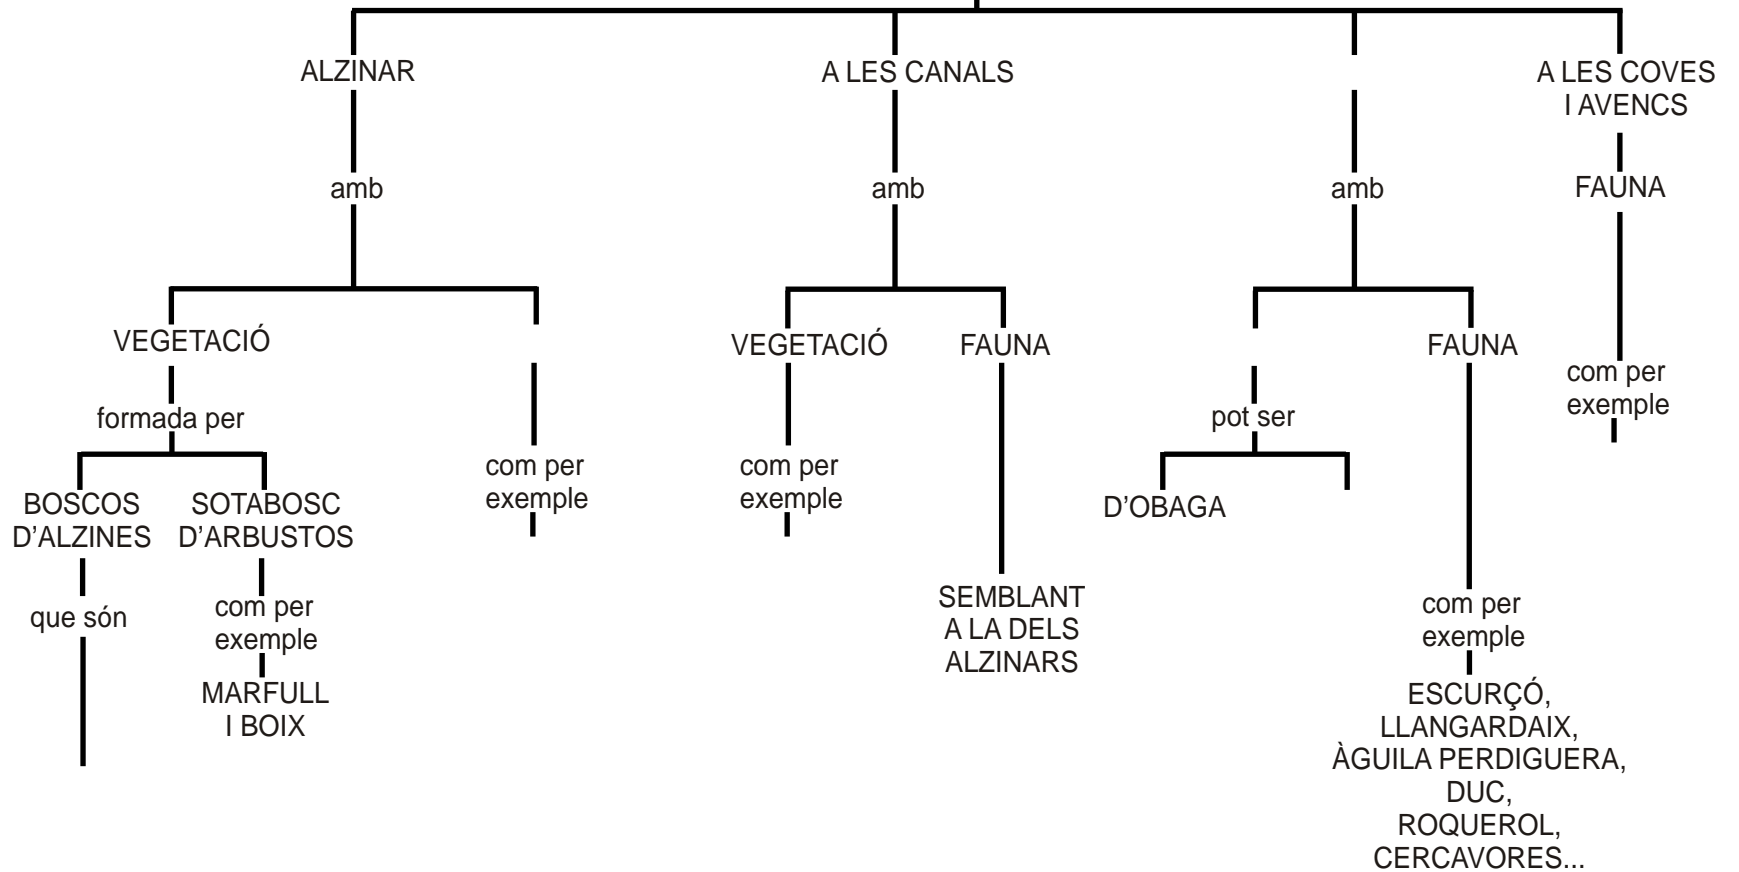 ALZINAR
A LES CANALS
A LES COVES
I AVENCS
amb
amb
amb
FAUNA
VEGETACIÓ
VEGETACIÓ
FAUNA
FAUNA
com per
exemple
formada per
pot ser
com per
exemple
com per
exemple
BOSCOS
D'ALZINES
SOTABOSC
D'ARBUSTOS
D'OBAGA
que són
com per
exemple
SEMBLANT
A LA DELS
ALZINARS
com per
exemple
MARFULL
I BOIX
ESCURÇÓ,
LLANGARDAIX,
ÀGUILA PERDIGUERA,
DUC,
ROQUEROL,
CERCAVORES...